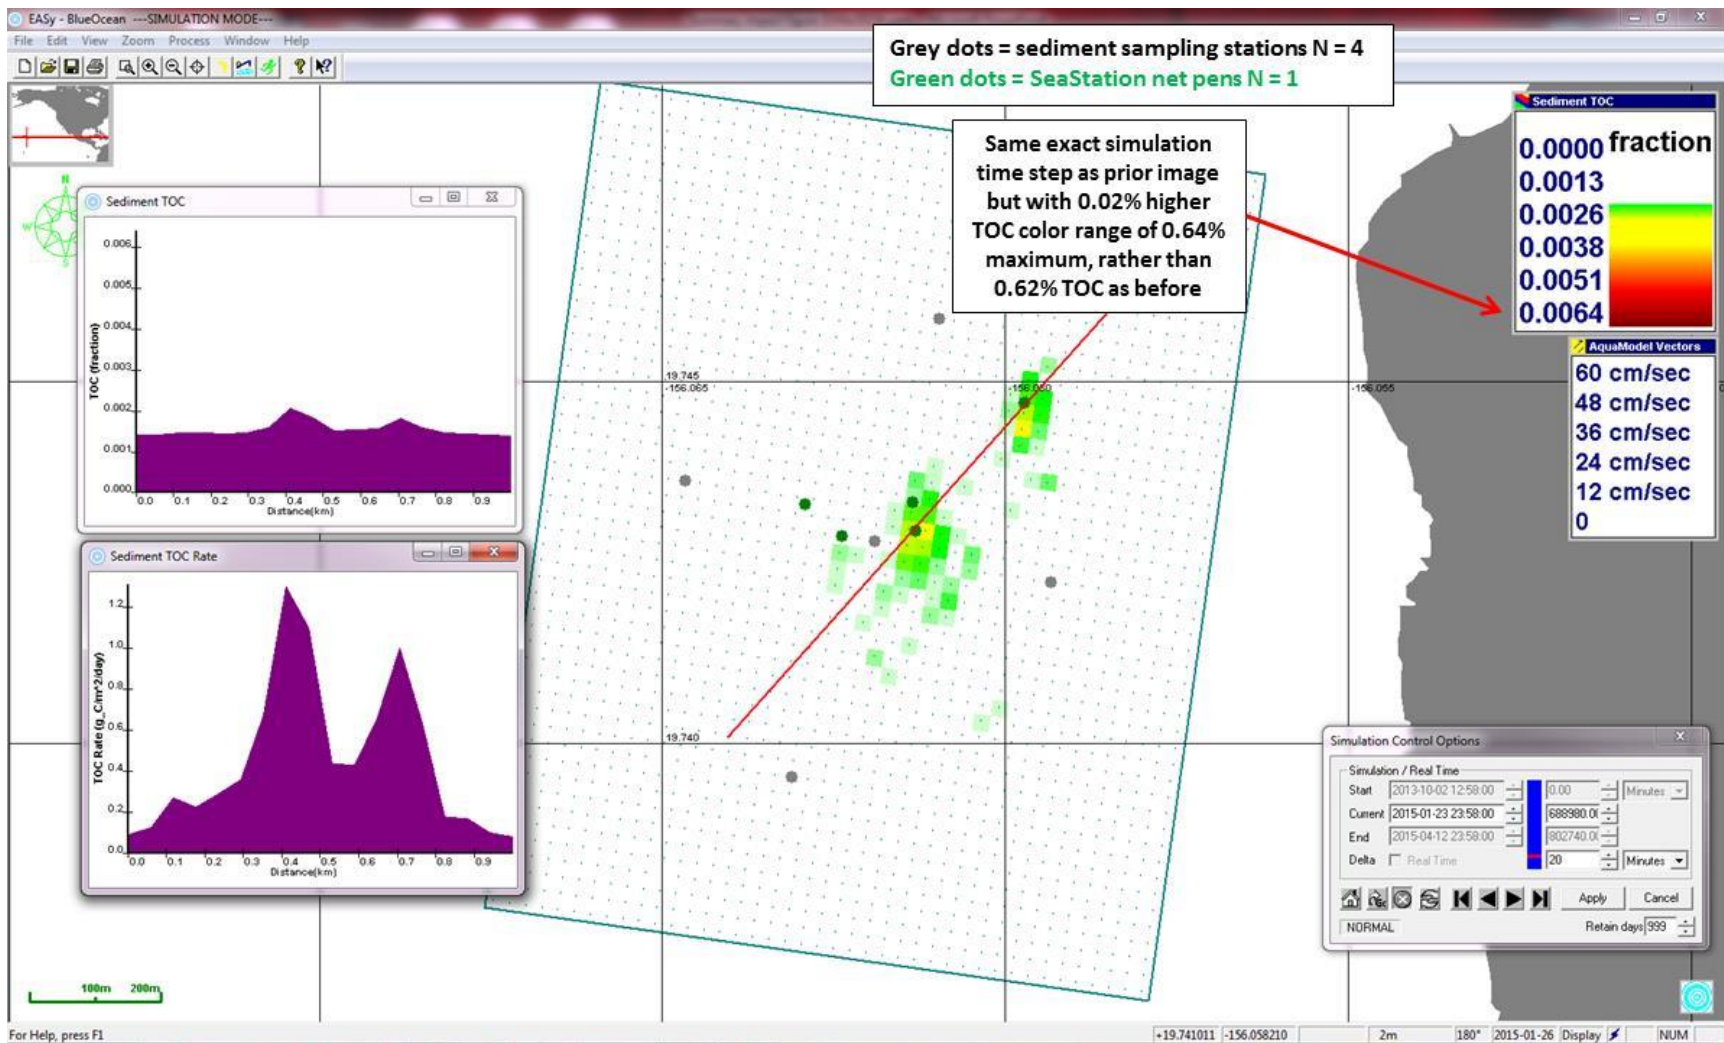 EASy - BlueOcean ---SIMULATION MODE---
File Edit View Zoom Process Window Help
Grey dots = sediment sampling stations N = 4
Green dots = SeaStation net pens N = 1
Same exact simulation
time step as prior image
but with 0.02% higher
TOC color range of 0.64%
maximum, rather than
0.62% TOC as before
Sediment TOC
fraction
0.0000
0.0013
0.0026
0.0038
0.0051
0.0064
AquaModel Vectors
60 cm/sec
48 cm/sec
36 cm/sec
24 cm/sec
12 cm/sec
0
N
W
S
Sediment TOC
TOC (fraction)
0.006
0.005
0.004
0.003
0.002
0.001
0.000
0.0 0.1 0.2 0.3 0.4 0.5 0.6 0.7 0.8 0.9
Distance(km)
Sediment TOC Rate
TOC Rate (g_C/m^2/day)
1.2
1.0
0.8
0.6
0.4
0.2
0.0
0.0 0.1 0.2 0.3 0.4 0.5 0.6 0.7 0.8 0.9
Distance(km)
19.745
-156.065
-156.060
-156.055
19.740
Simulation Control Options
Simulation / Real Time
Start 2013-10-02 12:58:00 0.00 Minutes
Current 2015-01-23 23:58:00 688980.0(
End 2015-04-12 23:58:00 802740.0(
Delta Real Time 20 Minutes
Apply Cancel
NORMAL Retain days 999
100m 200m
For Help, press F1
+19.741011 -156.058210 2m 180° 2015-01-26 Display NUM